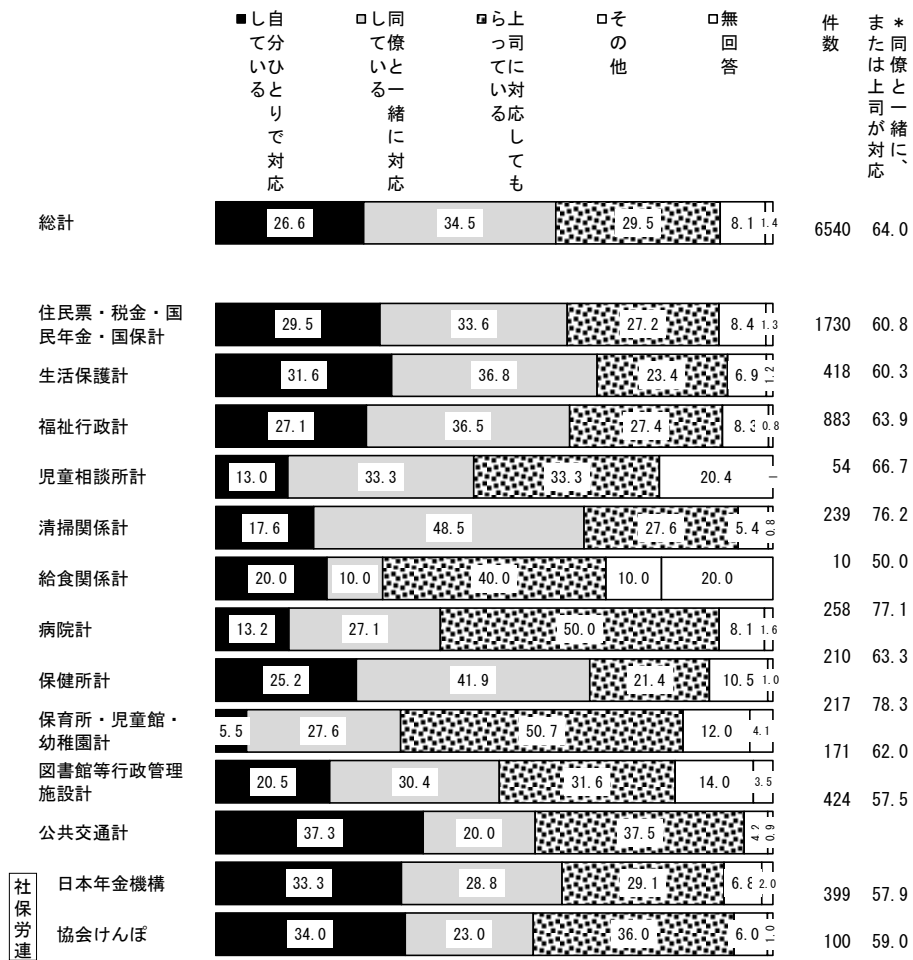 ■自分ひとりで対応
している
□同僚と一緒に対応
している
上司に対応しても
らっている
□その他
□無回答
件数
＊同僚と一緒に、
または上司が対応
総計 26.6 34.5 29.5 8.1 1.4 6540 64.0
住民票・税金・国
民年金・国保計 29.5 33.6 27.2 8.4 1.3 1730 60.8
生活保護計 31.6 36.8 23.4 6.9 1.2 418 60.3
福祉行政計 27.1 36.5 27.4 8.3 0.8 883 63.9
児童相談所計 13.0 33.3 33.3 20.4 － 54 66.7
清掃関係計 17.6 48.5 27.6 5.4 0.8 239 76.2
給食関係計 20.0 10.0 40.0 10.0 20.0 10 50.0
病院計 13.2 27.1 50.0 8.1 1.6 258 77.1
保健所計 25.2 41.9 21.4 10.5 1.0 210 63.3
保育所・児童館・
幼稚園計 5.5 27.6 50.7 12.0 4.1 217 78.3
図書館等行政管理
施設計 20.5 30.4 31.6 14.0 3.5 171 62.0
公共交通計 37.3 20.0 37.5 4.2 0.9 424 57.5
社保労連
日本年金機構 33.3 28.8 29.1 6.8 2.0 399 57.9
協会けんぽ 34.0 23.0 36.0 6.0 1.0 100 59.0